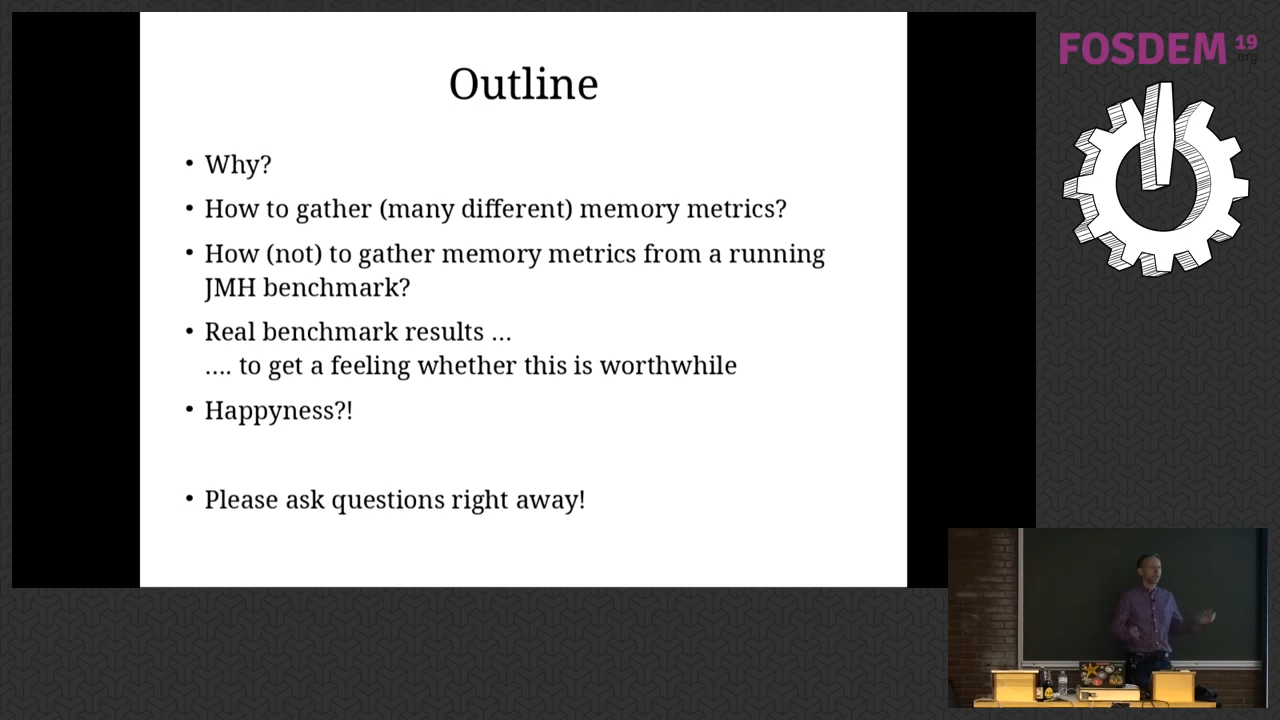 Outline
• Why?
• How to gather (many different) memory metrics?
• How (not) to gather memory metrics from a running
JMH benchmark?
• Real benchmark results ...
.... to get a feeling whether this is worthwhile
• Happyness?!
• Please ask questions right away!
FOSDEM 19
.org